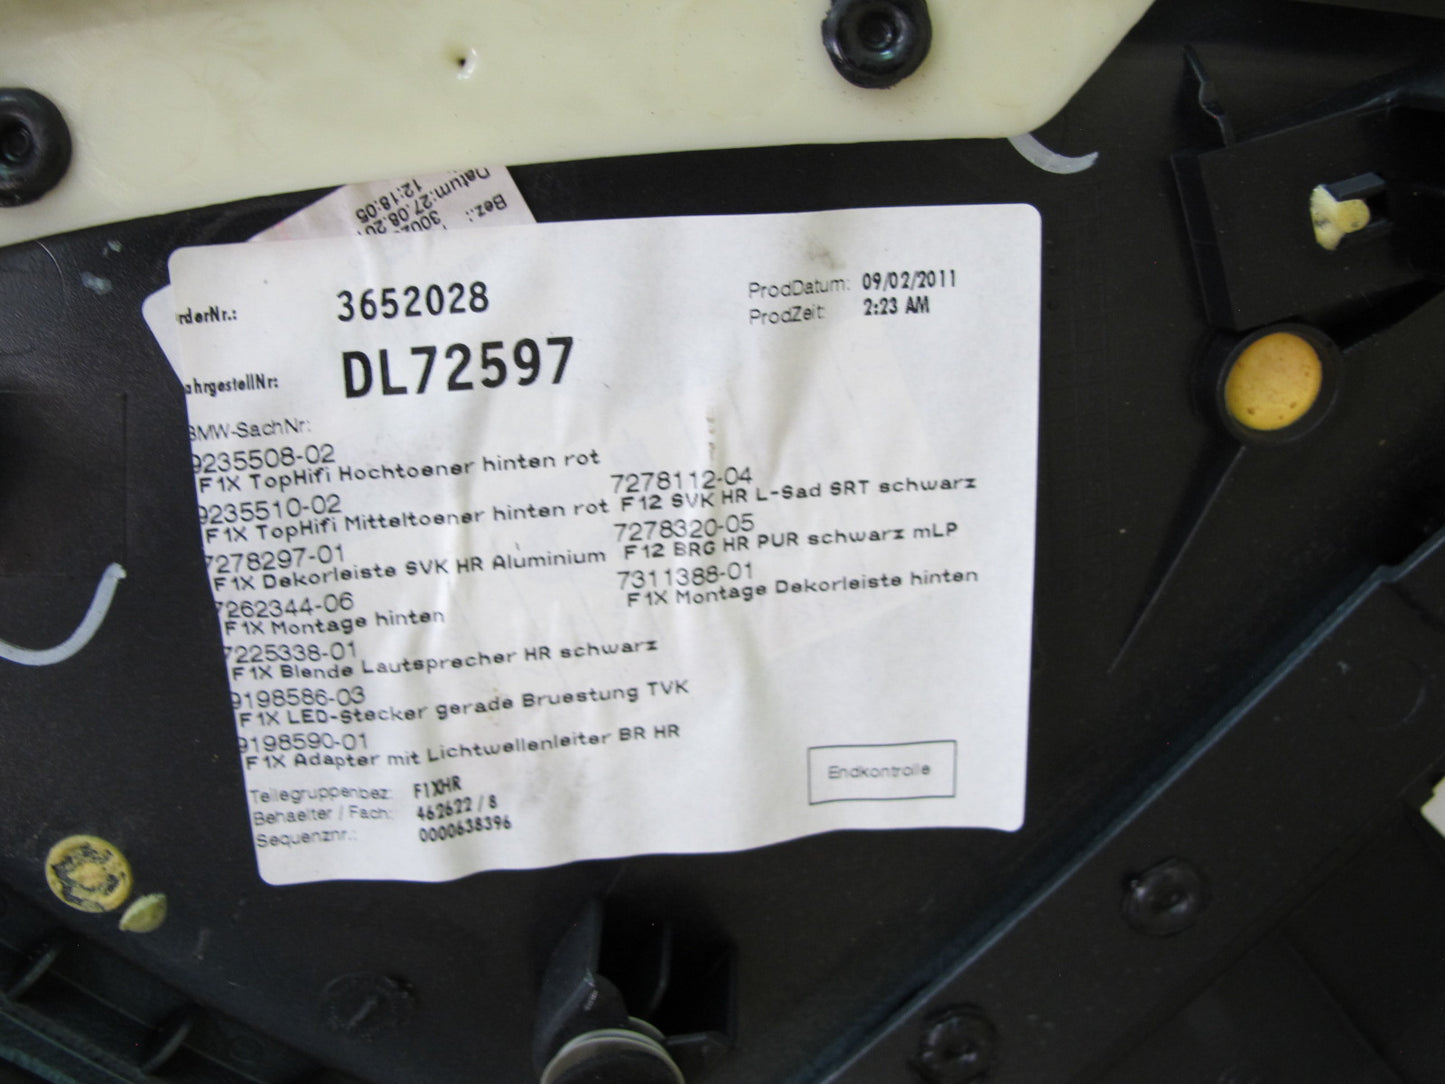 Bez.:
Datum:27.08.20
12:18:05
rderNr.: 3652028
ProdDatum: 09/02/2011
ProdZeit: 2:23 AM
ahrgestellNr: DL72597
BMW-SachNr:
9235508-02
F1X TopHifi Hochtoener hinten rot
9235510-02
F1X TopHifi Mitteltoener hinten rot
7278297-01
F1X Dekorleiste SVK HR Aluminium
7262344-06
F1X Montage hinten
7225338-01
F1X Blende Lautsprecher HR schwarz
9198586-03
F1X LED-Stecker gerade Bruestung TVK
9198590-01
F1X Adapter mit Lichtwellenleiter BR HR
7278112-04
F12 SVK HR L-Sad SRT schwarz
7278320-05
F12 BRG HR PUR schwarz mLP
7311388-01
F1X Montage Dekorleiste hinten
Teilegruppenbez: F1XHR
Behaelter / Fach: 462622 / 8
Sequenznr.: 0000638396
Endkontrolle